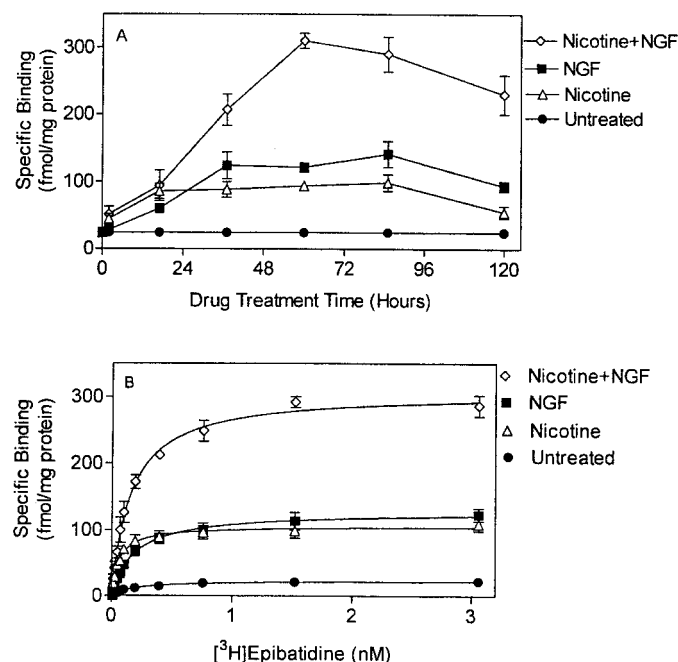 A
Specific Binding
(fmol/mg protein)
300
200
100
0
0 24 48 72 96 120
Drug Treatment Time (Hours)
Nicotine+NGF
NGF
Nicotine
Untreated
B
Specific Binding
(fmol/mg protein)
300
200
100
0
0 1 2 3
[³H]Epibatidine (nM)
Nicotine+NGF
NGF
Nicotine
Untreated